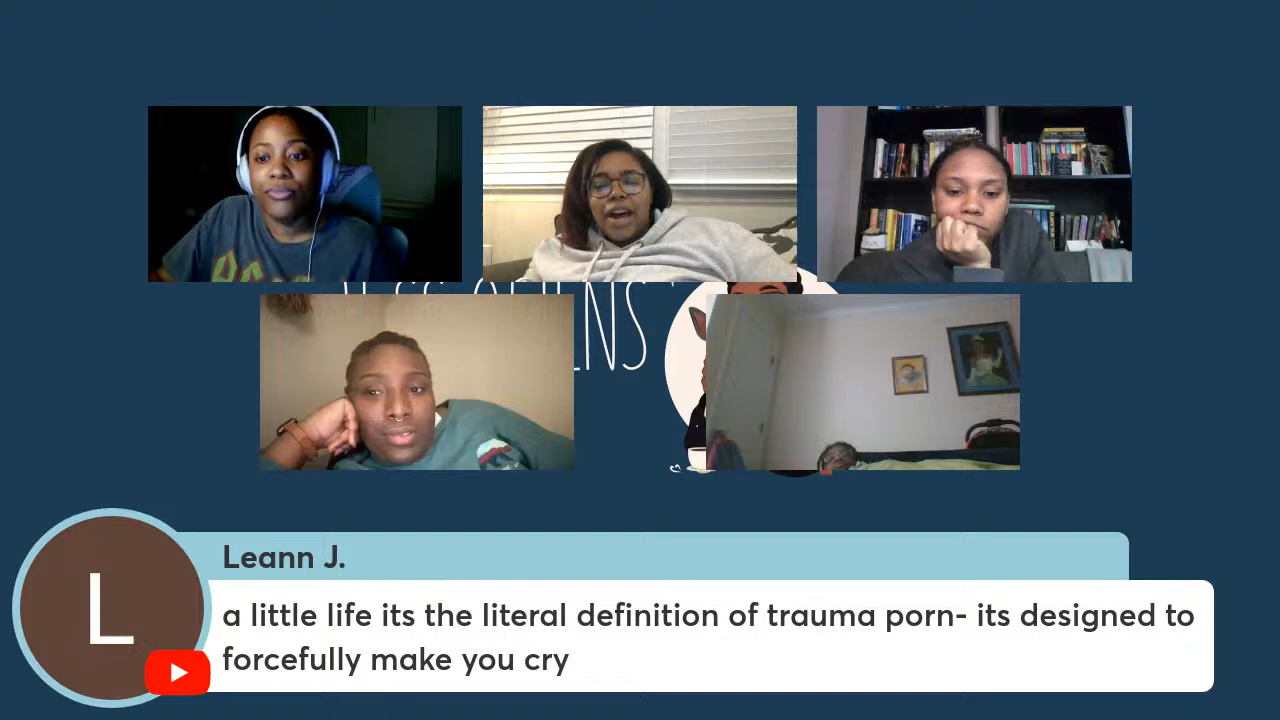 Leann J.
L
a little life its the literal definition of trauma porn- its designed to
forcefully make you cry